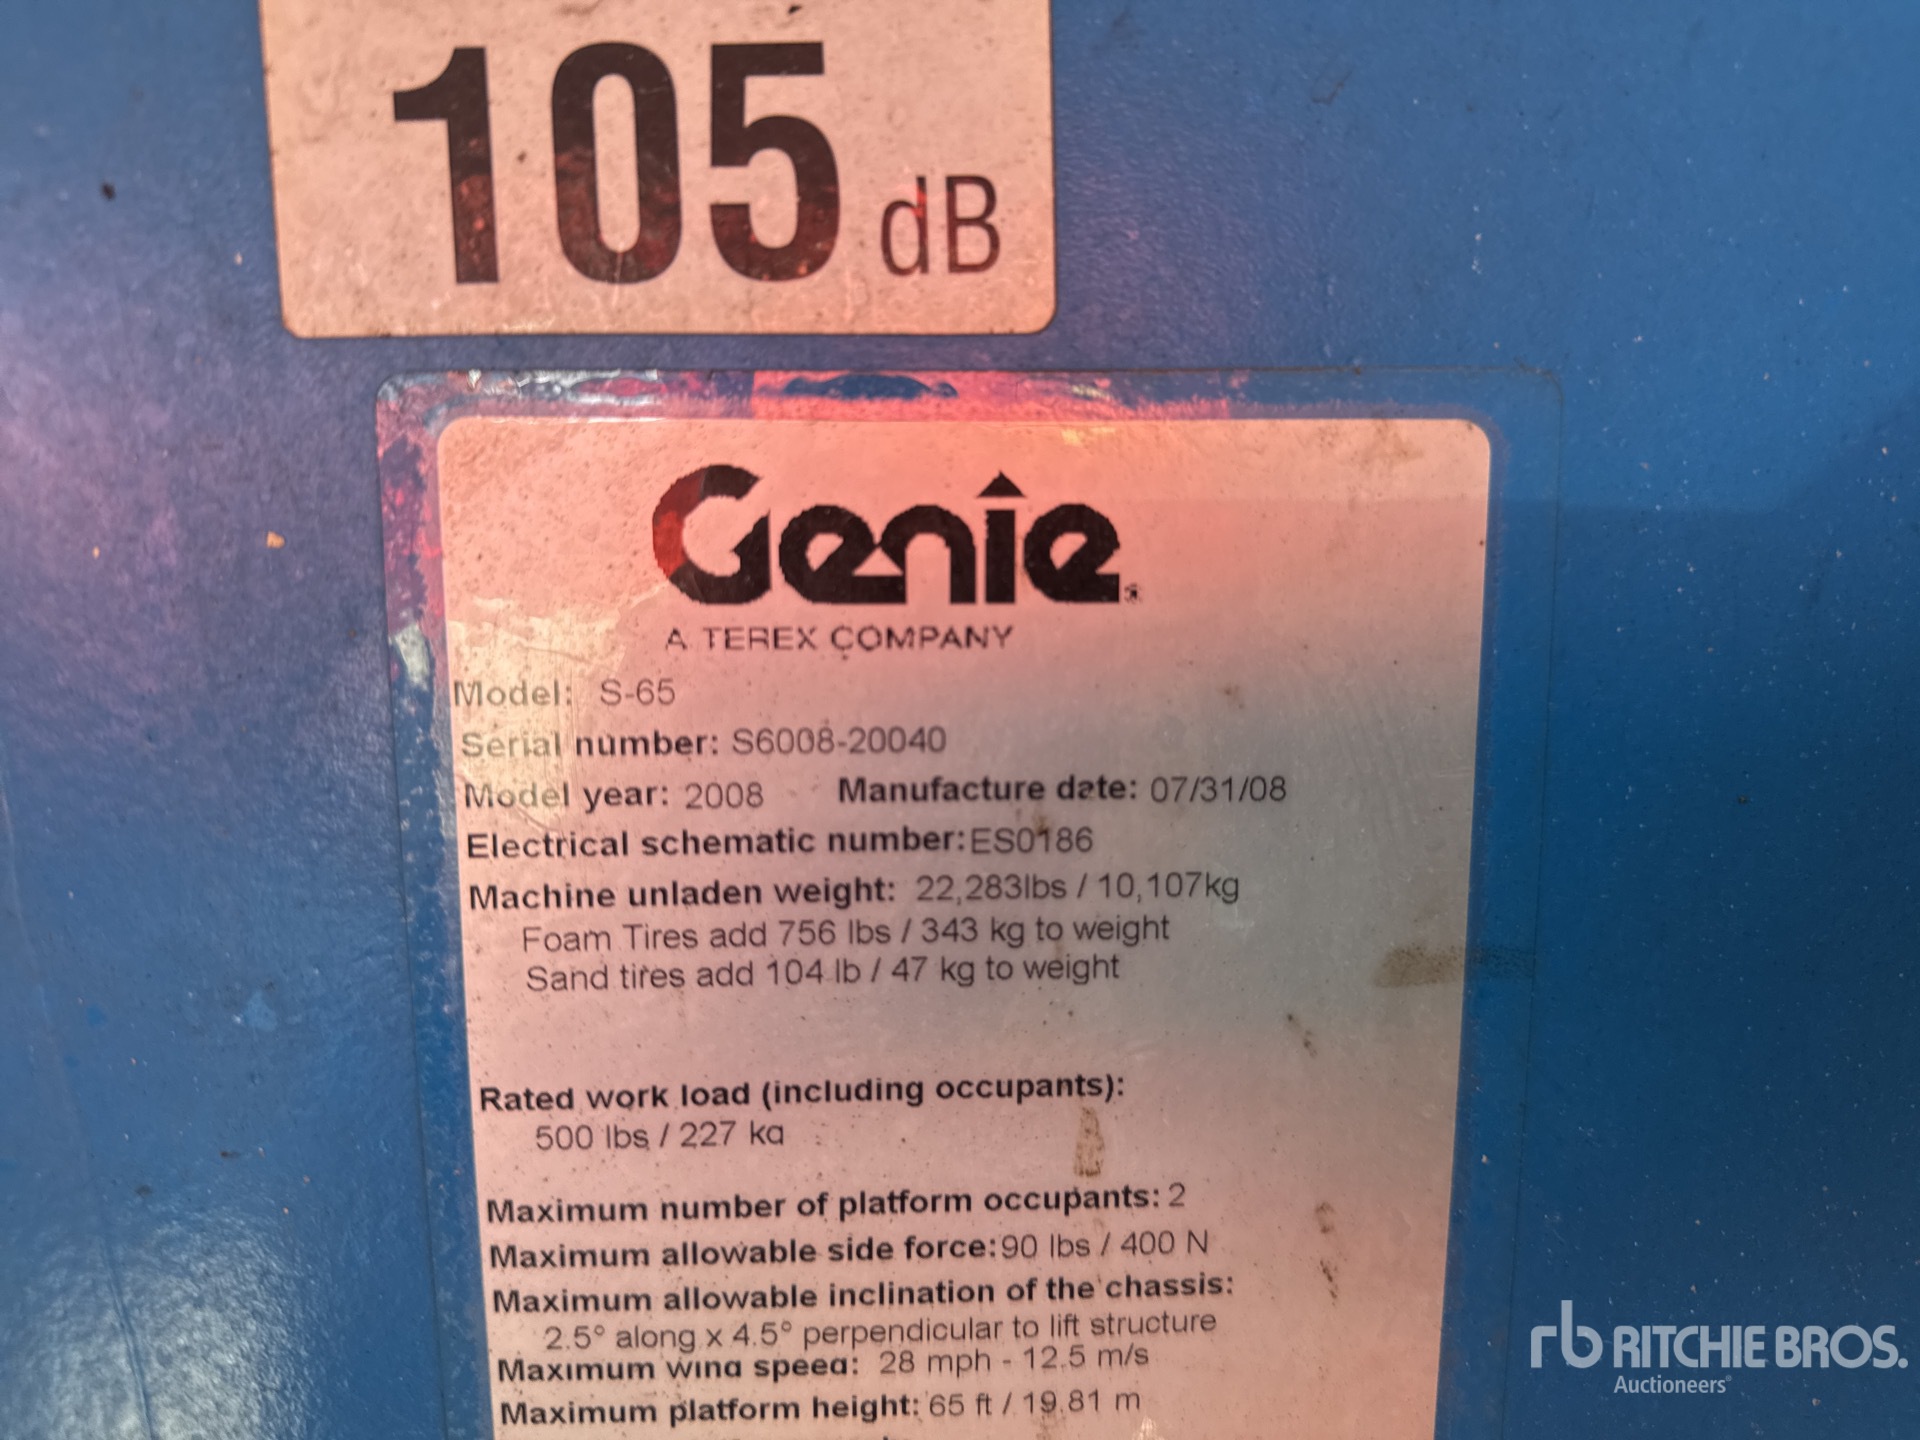 105 dB
Genie
A TEREX COMPANY
Model: S-65
Serial number: S6008-20040
Model year: 2008 Manufacture date: 07/31/08
Electrical schematic number:ES0186
Machine unladen weight: 22,283lbs / 10,107kg
Foam Tires add 756 lbs / 343 kg to weight
Sand tires add 104 lb / 47 kg to weight
Rated work load (including occupants):
500 lbs / 227 kg
Maximum number of platform occupants: 2
Maximum allowable side force:90 lbs / 400 N
Maximum allowable inclination of the chassis:
2.5° along x 4.5° perpendicular to lift structure
Maximum wind speed: 28 mph - 12.5 m/s
Maximum platform height: 65 ft / 19.81 m
rb RITCHIE BROS.
Auctioneers®